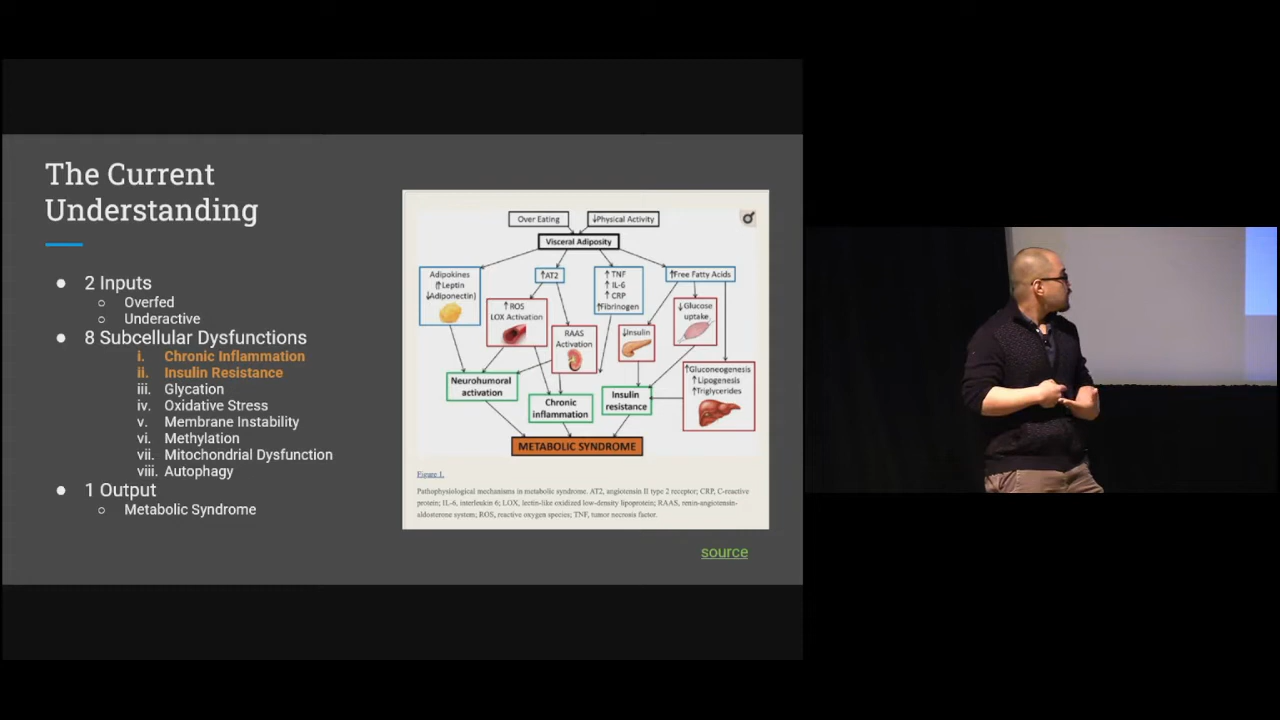 The Current
Understanding
● 2 Inputs
○ Overfed
○ Underactive
● 8 Subcellular Dysfunctions
i. Chronic Inflammation
ii. Insulin Resistance
iii. Glycation
iv. Oxidative Stress
v. Membrane Instability
vi. Methylation
vii. Mitochondrial Dysfunction
viii. Autophagy
● 1 Output
○ Metabolic Syndrome
Over Eating
↓Physical Activity
Visceral Adiposity
Adipokines
(↑Leptin
↓Adiponectin)
↑AT2
↑TNF
↑IL-6
↑CRP
↑Fibrinogen
↑Free Fatty Acids
↑ROS
LOX Activation
RAAS
Activation
↓Insulin
↓Glucose
uptake
↑Gluconeogenesis
↑Lipogenesis
↑Triglycerides
Neurohumoral
activation
Chronic
inflammation
Insulin
resistance
METABOLIC SYNDROME
Figure 1.
Pathophysiological mechanisms in metabolic syndrome. AT2, angiotensin II type 2 receptor; CRP, C-reactive
protein; IL-6, interleukin 6; LOX, lectin-like oxidized low-density lipoprotein; RAAS, renin-angiotensin-
aldosterone system; ROS, reactive oxygen species; TNF, tumor necrosis factor.
source